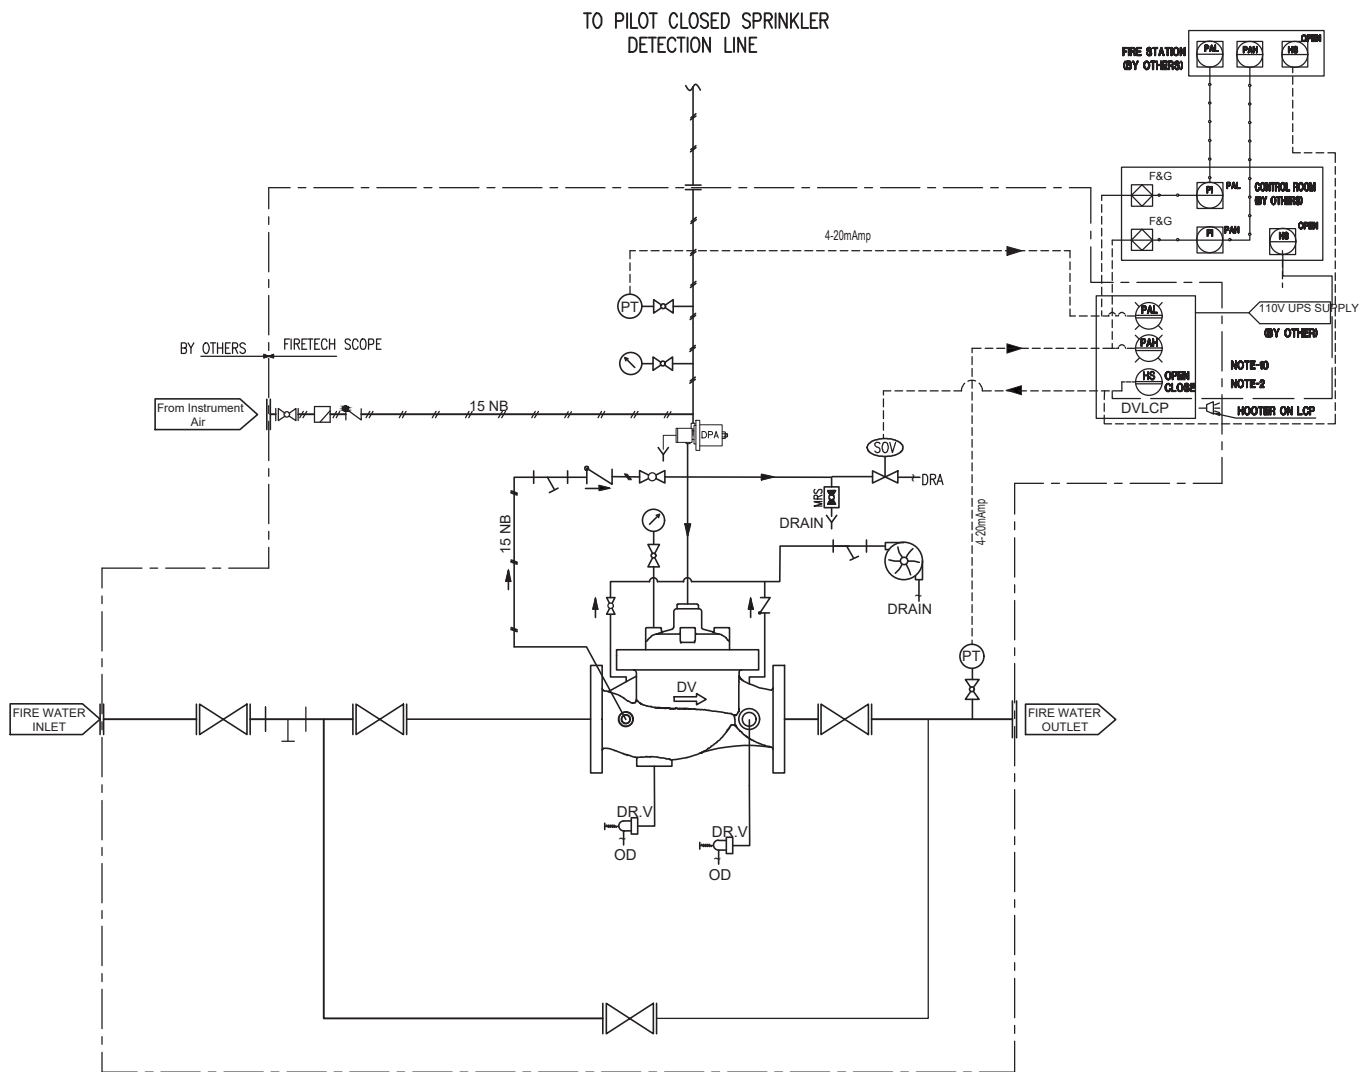 TO PILOT CLOSED SPRINKLER
DETECTION LINE
FIRE STATION
(BY OTHERS)
PAL
PAH
HS
OPEN
F&G
PI
PAL
CONTROL ROOM
(BY OTHERS)
F&G
PI
PAH
HS
OPEN
4-20mAmp
PT
110V UPS SUPPLY
(BY OTHER)
PAL
PAH
HS
OPEN
CLOSE
NOTE-10
NOTE-2
DVLCP
HOOTER ON LCP
BY OTHERS
FIRETECH SCOPE
From Instrument
Air
15 NB
DPA
SOV
DRA
MRS
DRAIN
15 NB
4-20mAmp
DRAIN
PT
DV
FIRE WATER
INLET
FIRE WATER
OUTLET
DR.V
OD
DR.V
OD